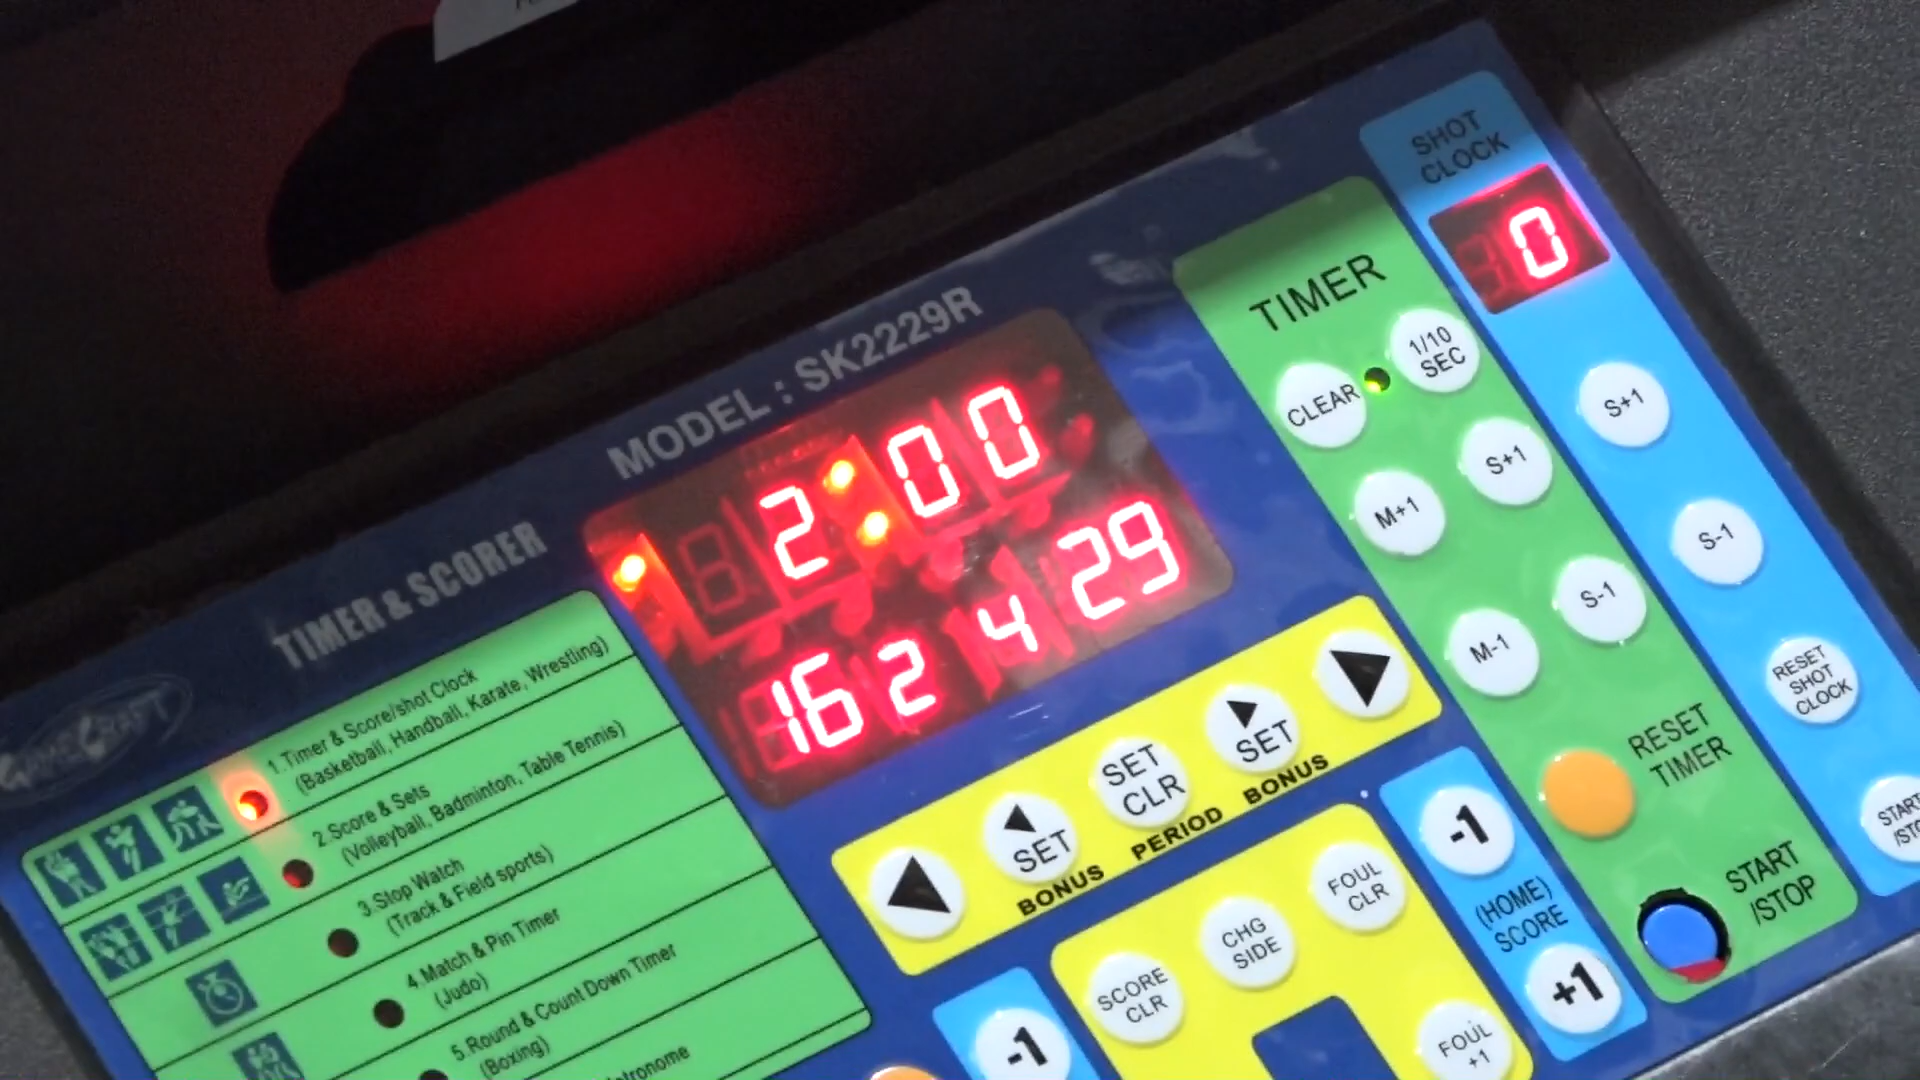 SHOT
CLOCK
0
TIMER
CLEAR
1/10
SEC
S+1
M+1
S+1
S-1
S-1
M-1
RESET
SHOT
CLOCK
RESET
TIMER
START
/STOP
MODEL : SK2229R
2:00
16 2 4 29
TIMER & SCORER
GAMECRAFT
1.Timer & Score/shot Clock
(Basketball, Handball, Karate, Wrestling)
2.Score & Sets
(Volleyball, Badminton, Table Tennis)
3.Stop Watch
(Track & Field sports)
4.Match & Pin Timer
(Judo)
5.Round & Count Down Timer
(Boxing)
SET
SET
CLR
SET
BONUS PERIOD BONUS
-1
(HOME)
SCORE
+1
FOUL
CLR
CHG
SIDE
SCORE
CLR
FOUL
+1
-1
START